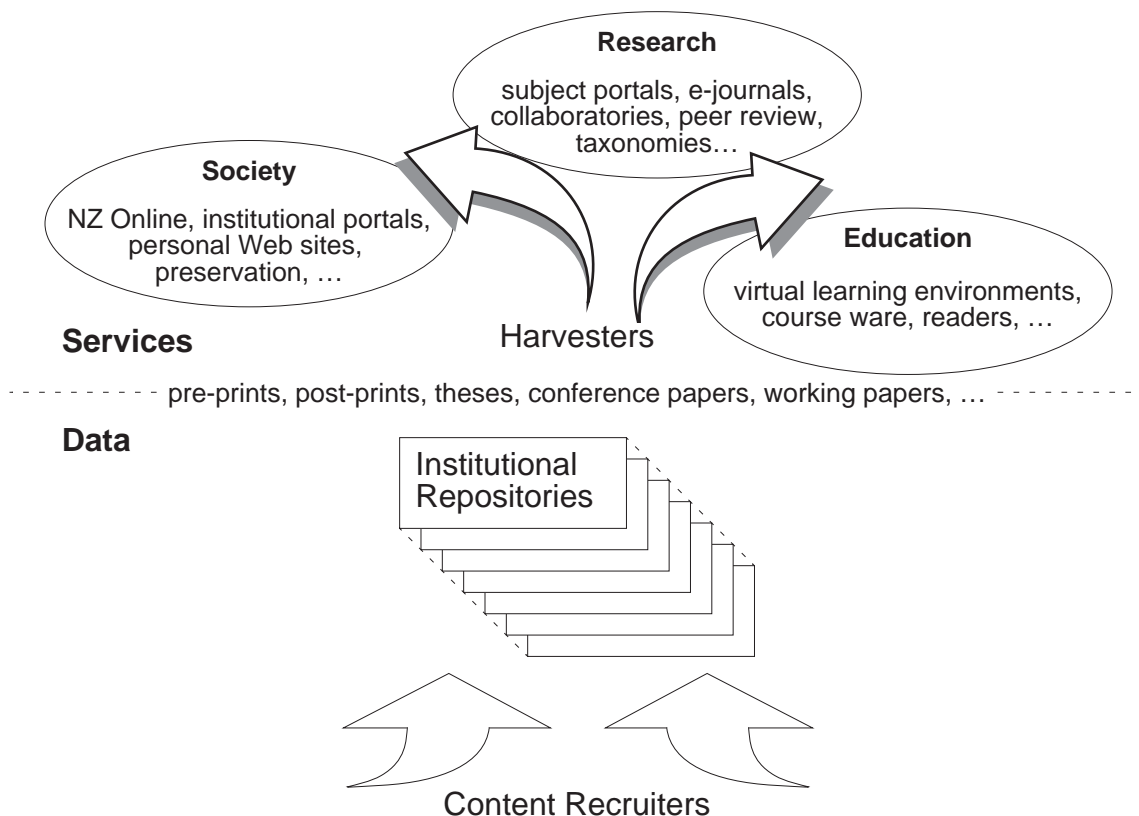 Research
subject portals, e-journals,
collaboratories, peer review,
taxonomies…
Society
NZ Online, institutional portals,
personal Web sites,
preservation, …
Education
virtual learning environments,
course ware, readers, …
Harvesters
Services
pre-prints, post-prints, theses, conference papers, working papers, …
Data
Institutional
Repositories
Content Recruiters